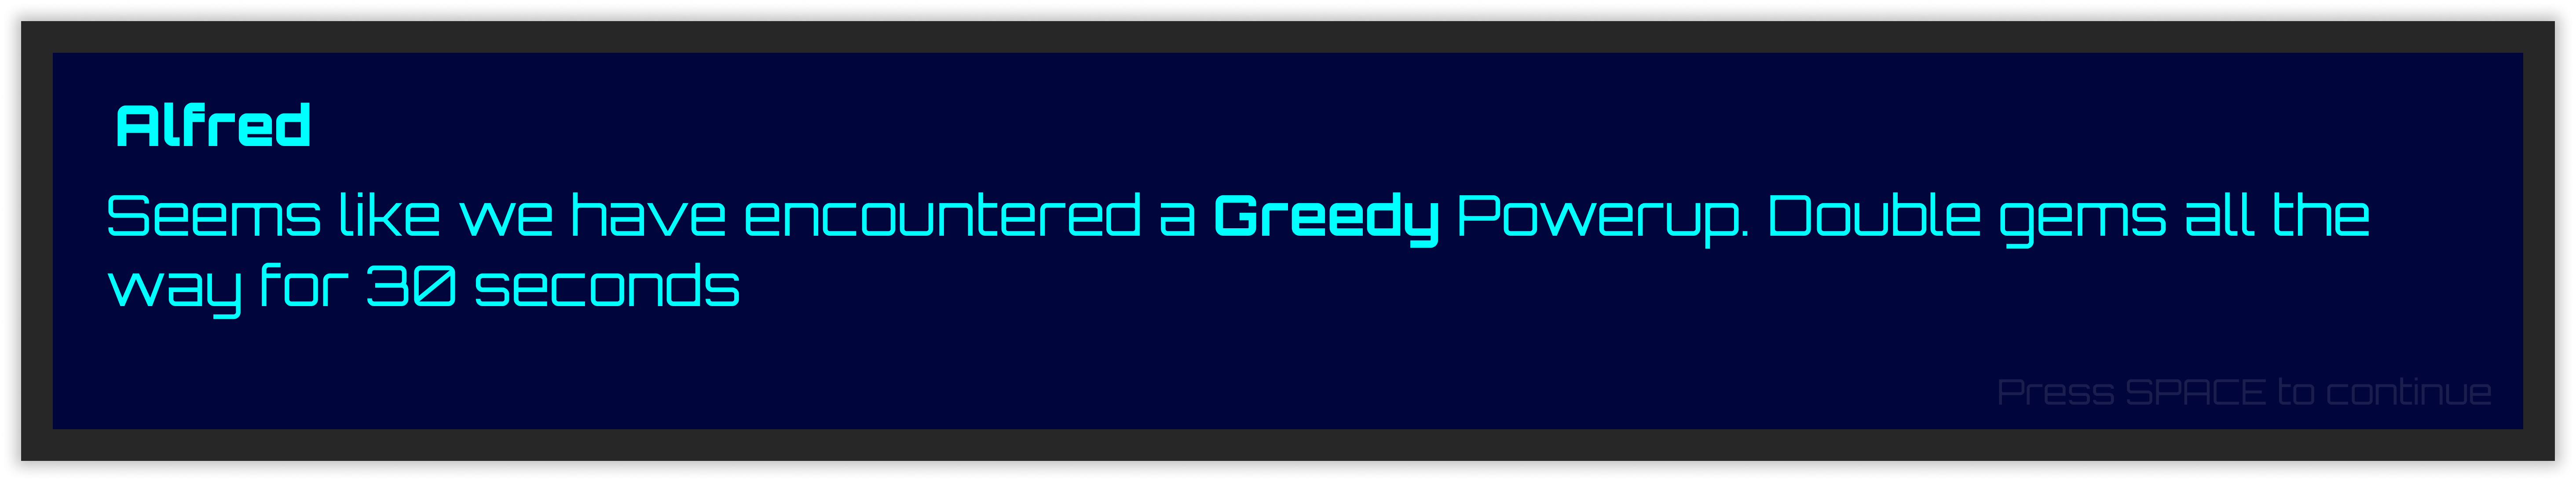 Alfred
Seems like we have encountered a Greedy Powerup. Double gems all the
way for 30 seconds
Press SPACE to continue